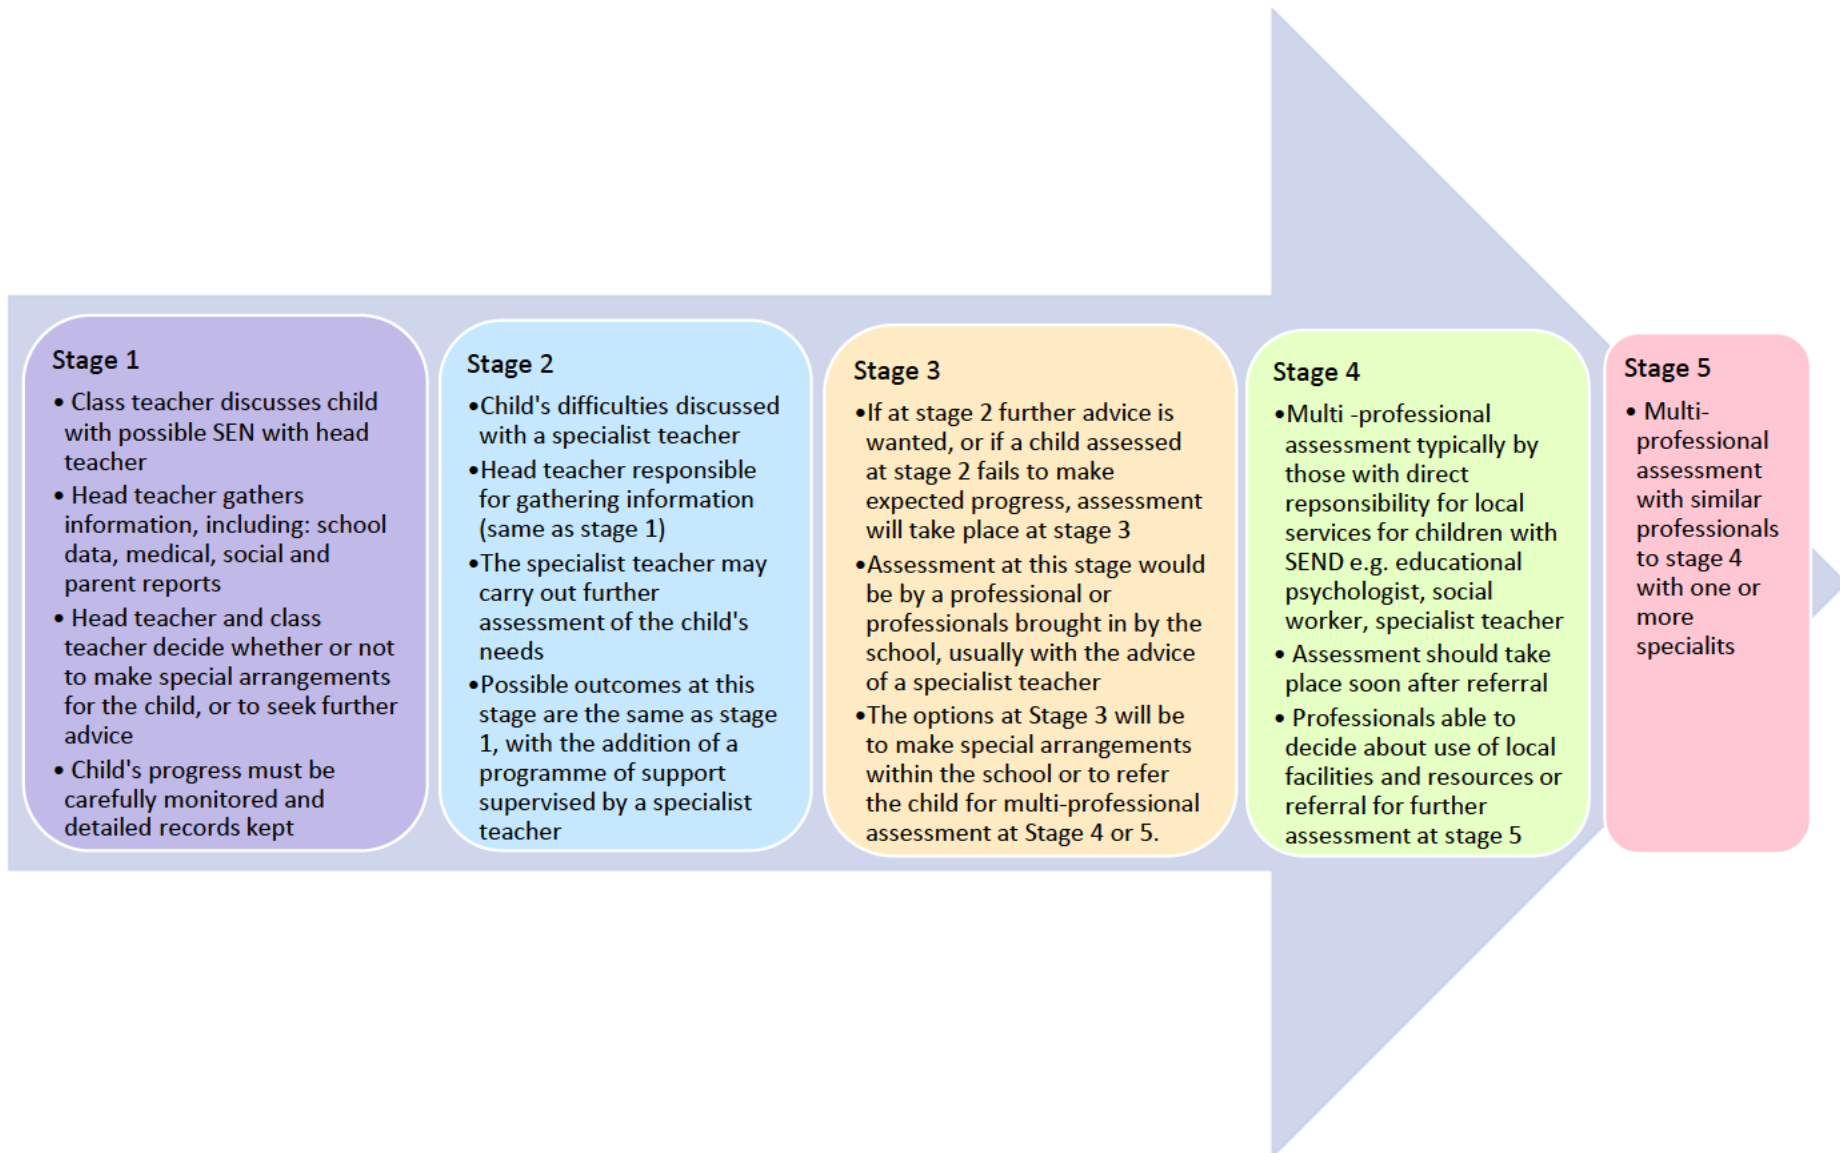 Stage 1
• Class teacher discusses child
with possible SEN with head
teacher
• Head teacher gathers
information, including: school
data, medical, social and
parent reports
• Head teacher and class
teacher decide whether or not
to make special arrangements
for the child, or to seek further
advice
• Child's progress must be
carefully monitored and
detailed records kept
Stage 2
•Child's difficulties discussed
with a specialist teacher
•Head teacher responsible
for gathering information
(same as stage 1)
•The specialist teacher may
carry out further
assessment of the child's
needs
•Possible outcomes at this
stage are the same as stage
1, with the addition of a
programme of support
supervised by a specialist
teacher
Stage 3
•If at stage 2 further advice is
wanted, or if a child assessed
at stage 2 fails to make
expected progress, assessment
will take place at stage 3
•Assessment at this stage would
be by a professional or
professionals brought in by the
school, usually with the advice
of a specialist teacher
•The options at Stage 3 will be
to make special arrangements
within the school or to refer
the child for multi-professional
assessment at Stage 4 or 5.
Stage 4
•Multi -professional
assessment typically by
those with direct
repsonsibility for local
services for children with
SEND e.g. educational
psychologist, social
worker, specialist teacher
• Assessment should take
place soon after referral
• Professionals able to
decide about use of local
facilities and resources or
referral for further
assessment at stage 5
Stage 5
• Multi-
professional
assessment
with similar
professionals
to stage 4
with one or
more
specialits